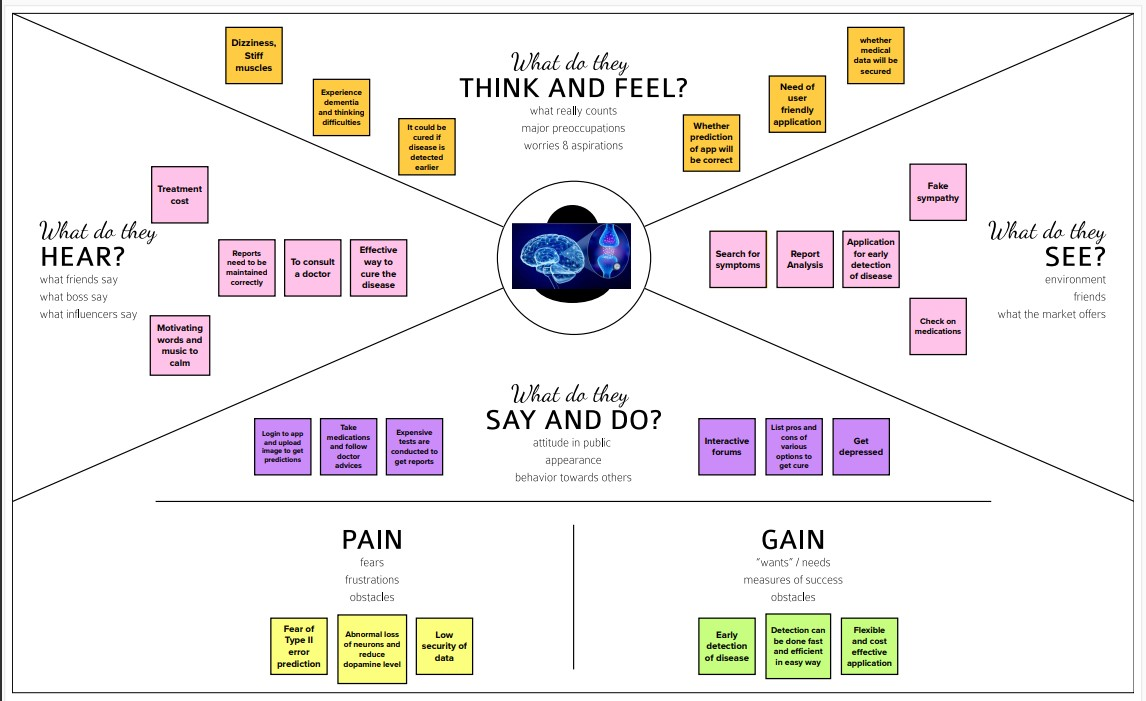 What do they
THINK AND FEEL?
what really counts
major preoccupations
worries & aspirations
Dizziness,
Stiff
muscles
Experience
dementia
and thinking
difficulties
It could be
cured if
disease is
detected
earlier
Whether
prediction
of app will
be correct
Need of
user
friendly
application
whether
medical
data will be
secured
What do they
HEAR?
what friends say
what boss say
what influencers say
Treatment
cost
Reports
need to be
maintained
correctly
To consult
a doctor
Effective
way to
cure the
disease
Motivating
words and
music to
calm
What do they
SEE?
environment
friends
what the market offers
Fake
sympathy
Search for
symptoms
Report
Analysis
Application
for early
detection
of disease
Check on
medications
What do they
SAY AND DO?
attitude in public
appearance
behavior towards others
Login to app
and upload
image to get
predictions
Take
medications
and follow
doctor
advices
Expensive
tests are
conducted to
get reports
Interactive
forums
List pros and
cons of
various
options to
get cure
Get
depressed
PAIN
fears
frustrations
obstacles
Fear of
Type II
error
prediction
Abnormal loss
of neurons and
reduce
dopamine level
Low
security of
data
GAIN
"wants" / needs
measures of success
obstacles
Early
detection
of disease
Detection can
be done fast
and efficient
in easy way
Flexible
and cost
effective
application